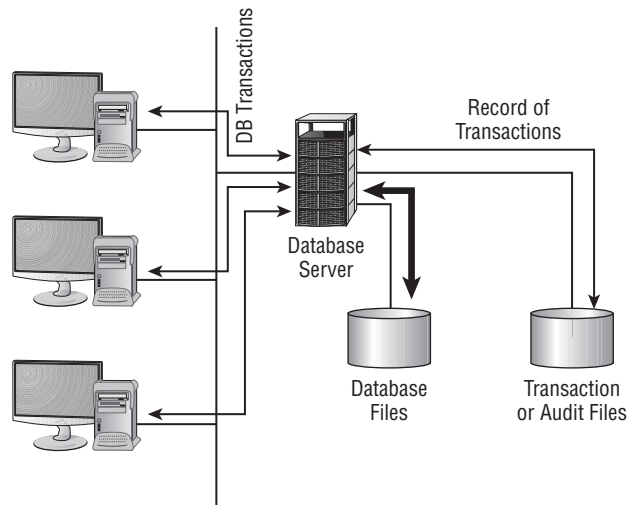 DB Transactions
Record of
Transactions
Database
Server
Database
Files
Transaction
or Audit Files